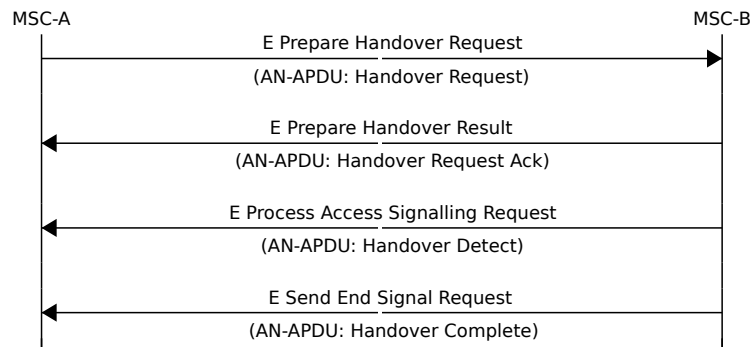 MSC-A
MSC-B
E Prepare Handover Request
(AN-APDU: Handover Request)
E Prepare Handover Result
(AN-APDU: Handover Request Ack)
E Process Access Signalling Request
(AN-APDU: Handover Detect)
E Send End Signal Request
(AN-APDU: Handover Complete)